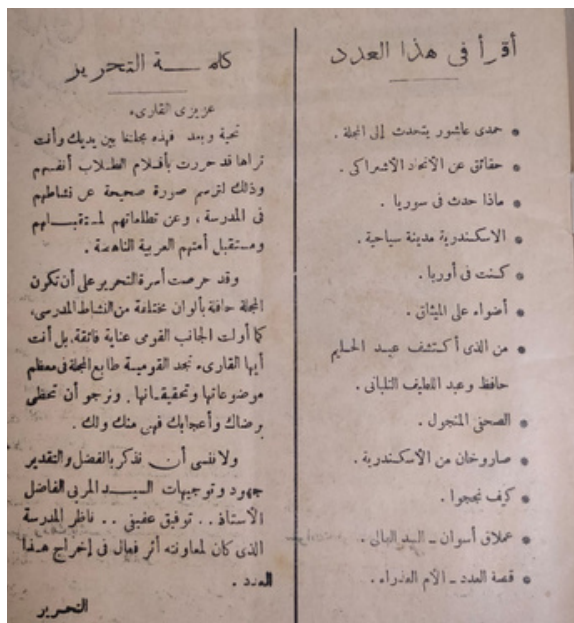 أقرأ فى هذا العدد
حمدى عاشور يتحدث إلى المجلة .
حقائق عن الاتحاد الاشتراكى .
ماذا حدث فى سوريا .
الاسكندرية مدينة سياحية .
كنت فى أوربا .
أضواء على الميثاق .
من الذى أكتشف عبد الحليم
حافظ وعبد اللطيف التلبانى .
الصحفى المتجول .
صاروخان من الاسكندرية .
كيف نجحوا .
عملاق أسوان ــ السد العالى .
قصة العدد ــ الأم العذراء .
كلمـــة التحرير
عزيزى القارىء
تحية وبعد فهذه مجلتنا بين يديك وأنت
تراها قد حررت بأقلام الطلاب أنفسهم
وذلك لترسم صورة صحيحة عن نشاطهم
فى المدرسة ، وعن تطلعاتهم لمستقبلهم
ومستقبل أمتهم العربية الناهضة .
وقد حرصت أسرة التحرير على أن تكون
المجلة حافلة بألوان مختلفة من النشاط المدرسى،
كما أولت الجانب القومى عناية فائقة، بل أنت
أيها القارىء تجد القومية طابع المجلة فى معظم
موضوعاتها وتحقيقاتها . ونرجو أن تحظى
برضاك وأعجابك فهى منك ولك .
ولا ننسى أن نذكر بالفضل والتقدير
جهود وتوجيهات السيد المربى الفاضل
الأستاذ . . توفيق عفيفى . . ناظر المدرسة
الذى كان لمعاونته أثر فعال فى إخراج هذا
العدد .
التحرير